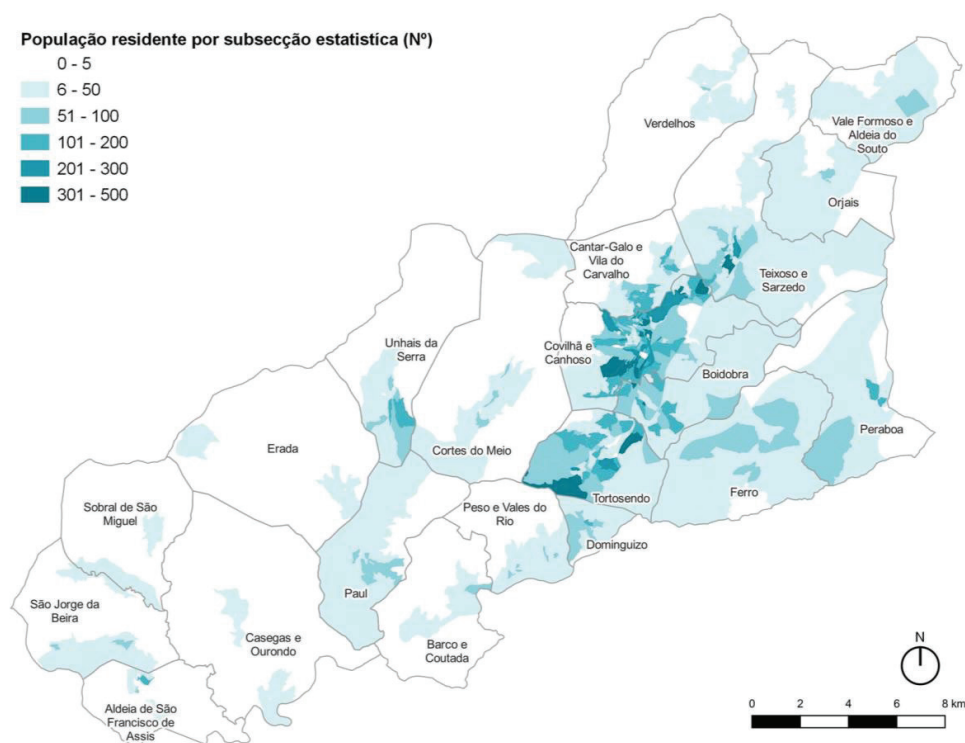 População residente por subsecção estatistíca (Nº)
0 - 5
6 - 50
51 - 100
101 - 200
201 - 300
301 - 500
Verdelhos
Vale Formoso e
Aldeia do
Souto
Orjais
Cantar-Galo e
Vila do
Carvalho
Teixoso e
Sarzedo
Unhais da
Serra
Covilhã e
Canhoso
Boidobra
Peraboa
Erada
Cortes do Meio
Ferro
Tortosendo
Sobral de São
Miguel
Peso e Vales do
Rio
Dominguizo
São Jorge da
Beira
Paul
Casegas e
Ourondo
Barco e
Coutada
Aldeia de São
Francisco de
Assis
N
0 2 4 6 8 km